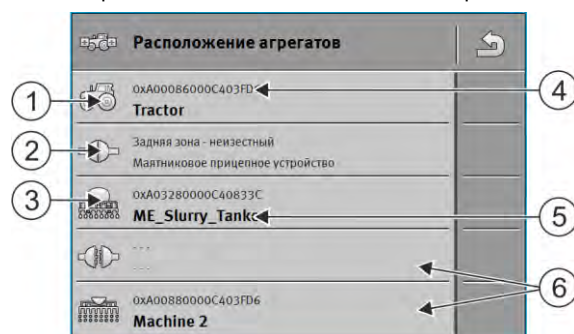 Расположение агрегатов
0xA00086000C403FD
Tractor
Задняя зона - неизвестный
Маятниковое прицепное устройство
0xA03280000C40833C
ME_Slurry_Tank
- - -
- - -
0xA00880000C403FD6
Machine 2
1
2
3
4
5
6